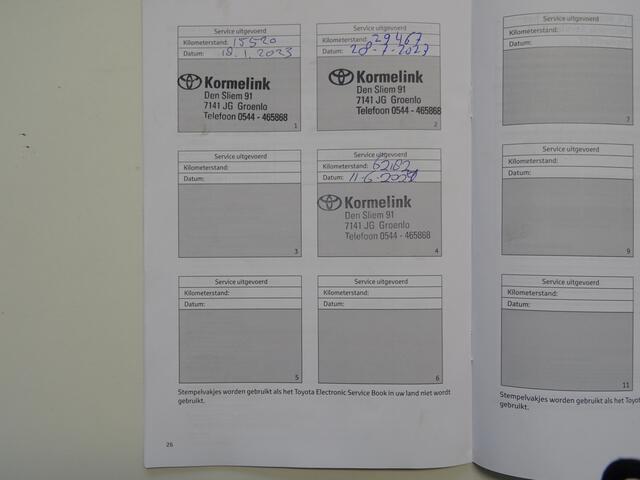 Service uitgevoerd
Kilometerstand: 15520
Datum: 18.1.2023
Kormelink
Den Sliem 91
7141 JG Groenlo
Telefoon 0544 - 465868
1
Service uitgevoerd
Kilometerstand: 29467
Datum: 28-7-2023
Kormelink
Den Sliem 91
7141 JG Groenlo
Telefoon 0544 - 465868
2
Service uitgevoerd
Kilometerstand:
Datum:
3
Service uitgevoerd
Kilometerstand: 62182
Datum: 11-6-2024
Kormelink
Den Sliem 91
7141 JG Groenlo
Telefoon 0544 - 465868
4
Service uitgevoerd
Kilometerstand:
Datum:
5
Service uitgevoerd
Kilometerstand:
Datum:
6
Stempelvakjes worden gebruikt als het Toyota Electronic Service Book in uw land niet wordt
gebruikt.
26
Service uitgevoerd
Kilometerstand:
Datum:
7
Service uitgevoerd
Kilometerstand:
Datum:
9
Service uitgevoerd
Kilometerstand:
Datum:
11
Stempelvakjes worden gebruikt als het Toyot
gebruikt.